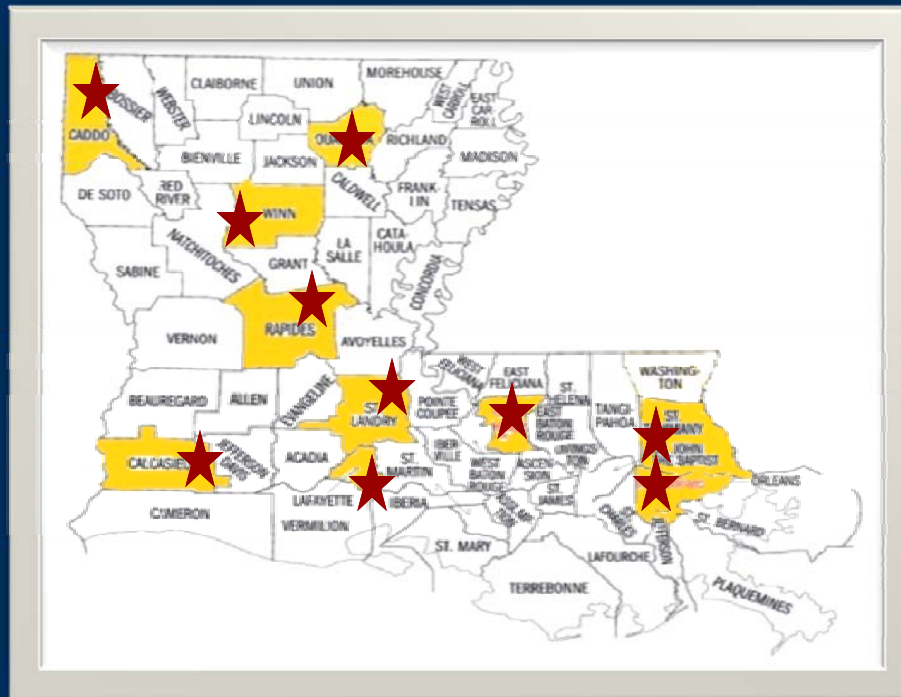 CLAIBORNE
UNION
MOREHOUSE
BOSSIER
WEBSTER
WEST
CARROLL
EAST
CAR-
ROLL
LINCOLN
CADDO
RICHLAND
BIENVILLE
JACKSON
MADISON
DE SOTO
RED
RIVER
CALDWELL
FRANK-
LIN
TENSAS
WINN
NATCHITOCHES
LA
SALLE
CATA-
HOULA
GRANT
CONCORDIA
SABINE
RAPIDES
VERNON
AVOYELLES
WEST
FELICIANA
EAST
FELICIANA
ST.
HELENA
WASHING-
TON
BEAUREGARD
ALLEN
EVANGELINE
ST.
LANDRY
POINTE
COUPEE
EAST
BATON
ROUGE
TANGI-
PAHOA
ST.
JOHN
BAPTIST
IBER-
VILLE
ACADIA
ST.
MARTIN
WEST
BATON
ROUGE
ASCEN-
SION
ST.
JAMES
ORLEANS
CAMERON
LAFAYETTE
IBERIA
VERMILION
ST.
BERNARD
ST. MARY
LAFOURCHE
TERREBONNE
PLAQUEMINES